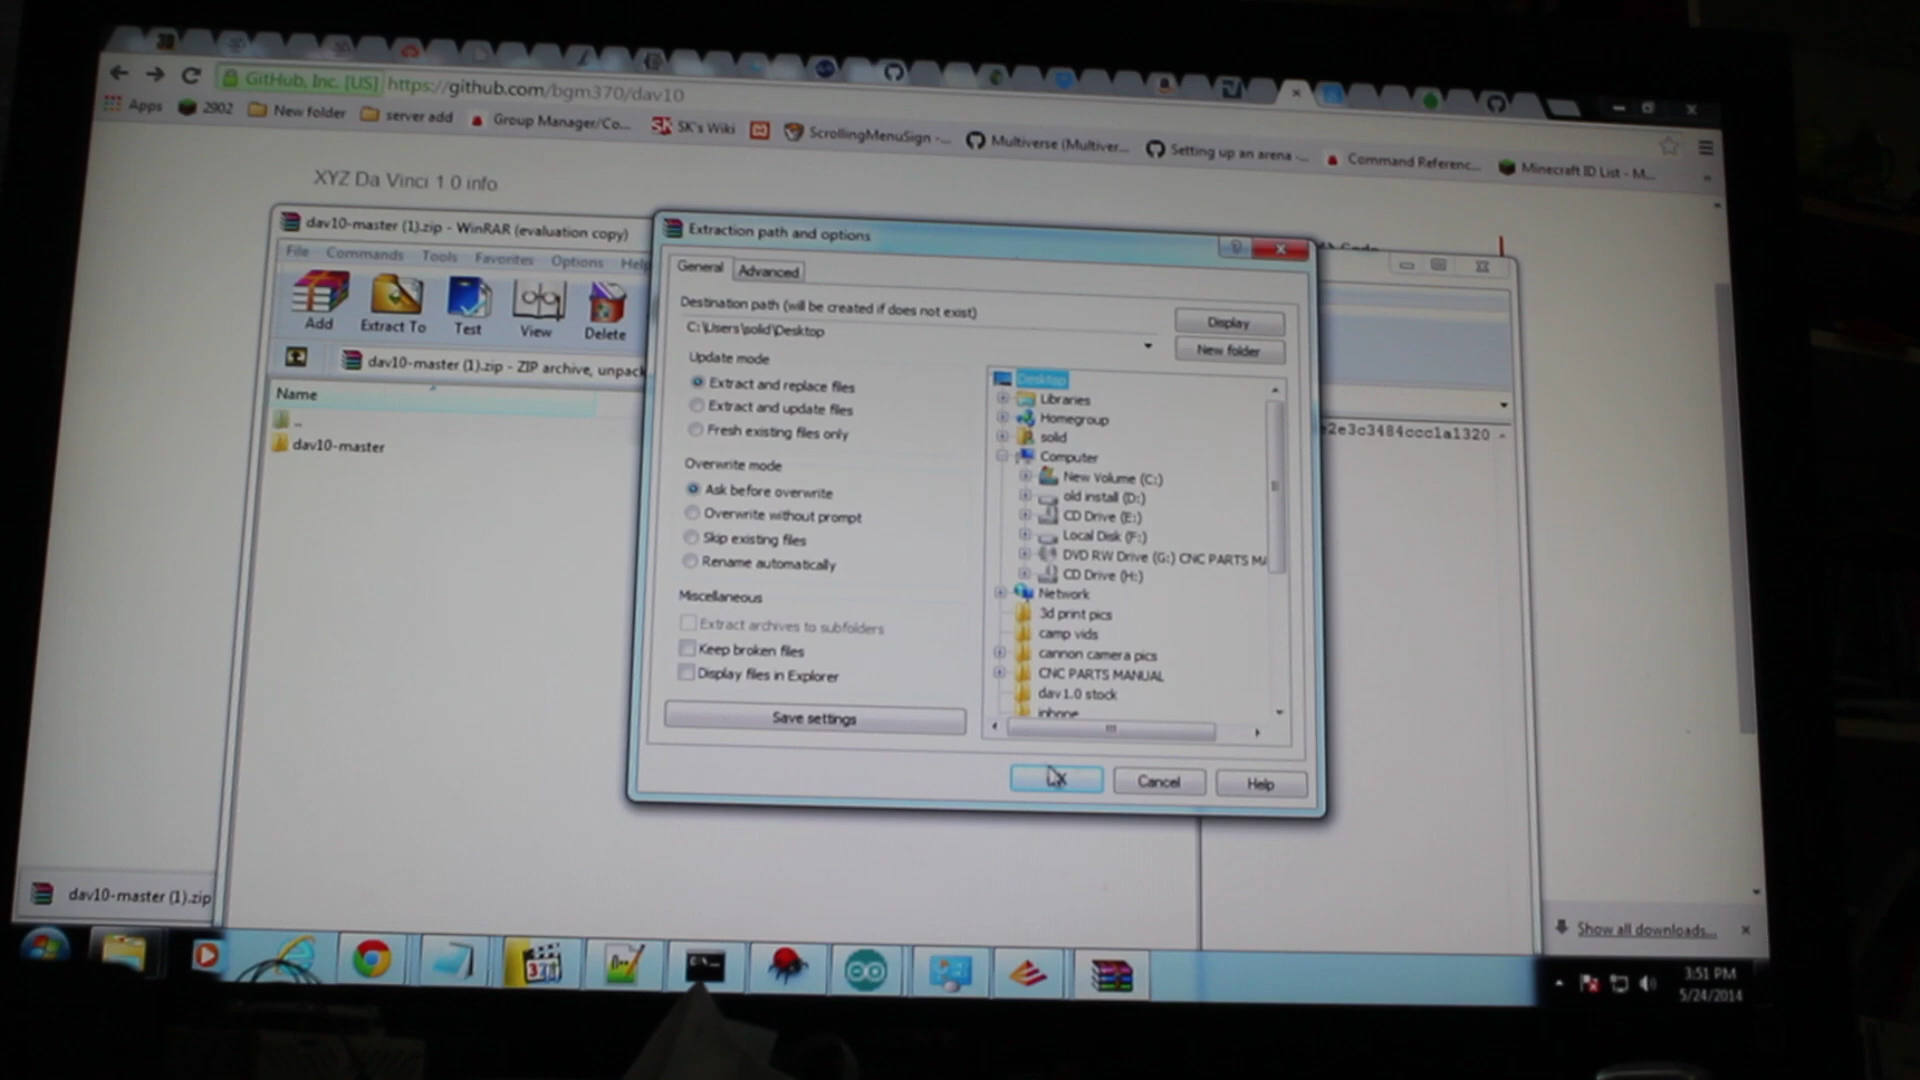 GitHub, Inc. [US] https://github.com/bgm370/dav10
Apps 2902 New folder server add Group Manager/Co... SK's Wiki ScrollingMenuSign -... Multiverse (Multiver... Setting up an arena -... Command Referenc... Minecraft ID List - M...
XYZ Da Vinci 1 0 info
dav10-master (1).zip - WinRAR (evaluation copy)
File Commands Tools Favorites Options Help
Add Extract To Test View Delete
dav10-master (1).zip - ZIP archive, unpack
Name
..
dav10-master
Extraction path and options
General Advanced
Destination path (will be created if does not exist)
C:\Users\solid\Desktop
Display
New folder
Update mode
Extract and replace files
Extract and update files
Fresh existing files only
Overwrite mode
Ask before overwrite
Overwrite without prompt
Skip existing files
Rename automatically
Miscellaneous
Extract archives to subfolders
Keep broken files
Display files in Explorer
Save settings
Desktop
Libraries
Homegroup
solid
Computer
New Volume (C:)
old install (D:)
CD Drive (E:)
Local Disk (F:)
DVD RW Drive (G:) CNC PARTS MA
CD Drive (H:)
Network
3d print pics
camp vids
cannon camera pics
CNC PARTS MANUAL
dav1.0 stock
iphone
Cancel Help
e2e3c3484ccc1a1320
dav10-master (1).zip
Show all downloads...
3:51 PM
5/24/2014